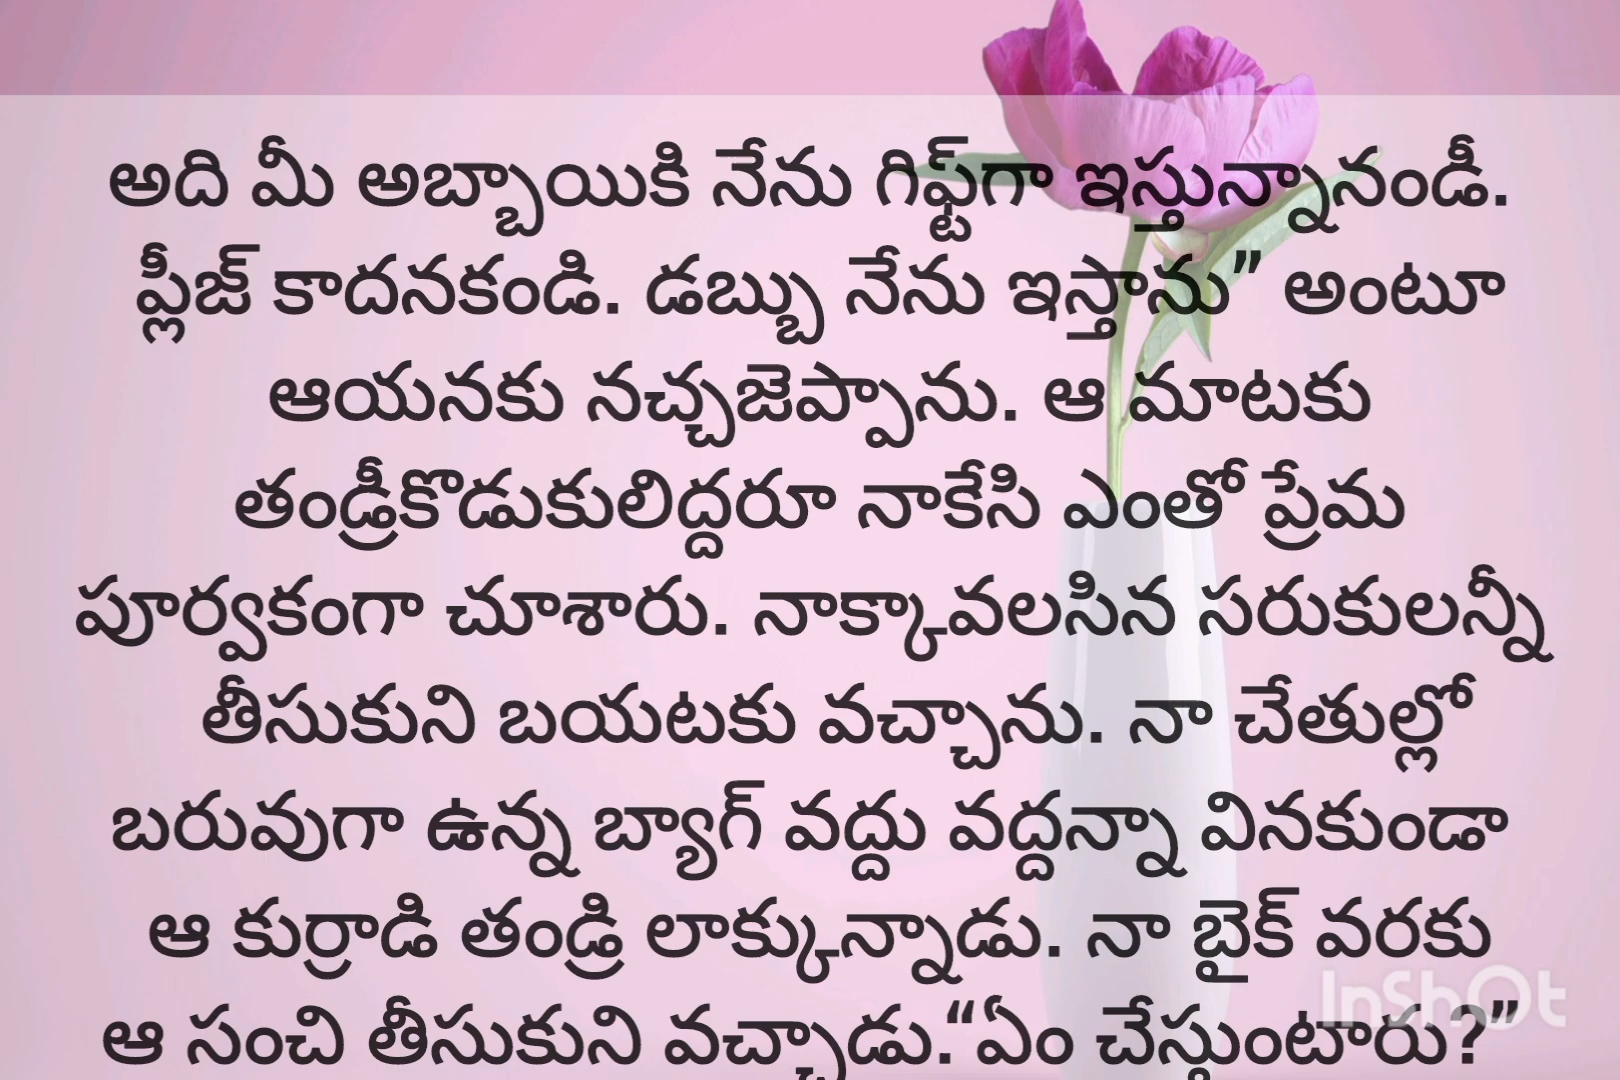 అది మీ అబ్బాయికి నేను గిఫ్ట్‌గా ఇస్తున్నానండీ.
ప్లీజ్ కాదనకండి. డబ్బు నేను ఇస్తాను” అంటూ
ఆయనకు నచ్చజెప్పాను. ఆ మాటకు
తండ్రీకొడుకులిద్దరూ నాకేసి ఎంతో ప్రేమ
పూర్వకంగా చూశారు. నాక్కావలసిన సరుకులన్నీ
తీసుకుని బయటకు వచ్చాను. నా చేతుల్లో
బరువుగా ఉన్న బ్యాగ్ వద్దు వద్దన్నా వినకుండా
ఆ కుర్రాడి తండ్రి లాక్కున్నాడు. నా బైక్ వరకు
ఆ సంచి తీసుకుని వచ్చాడు.“ఏం చేస్తుంటారు?”
InShOt